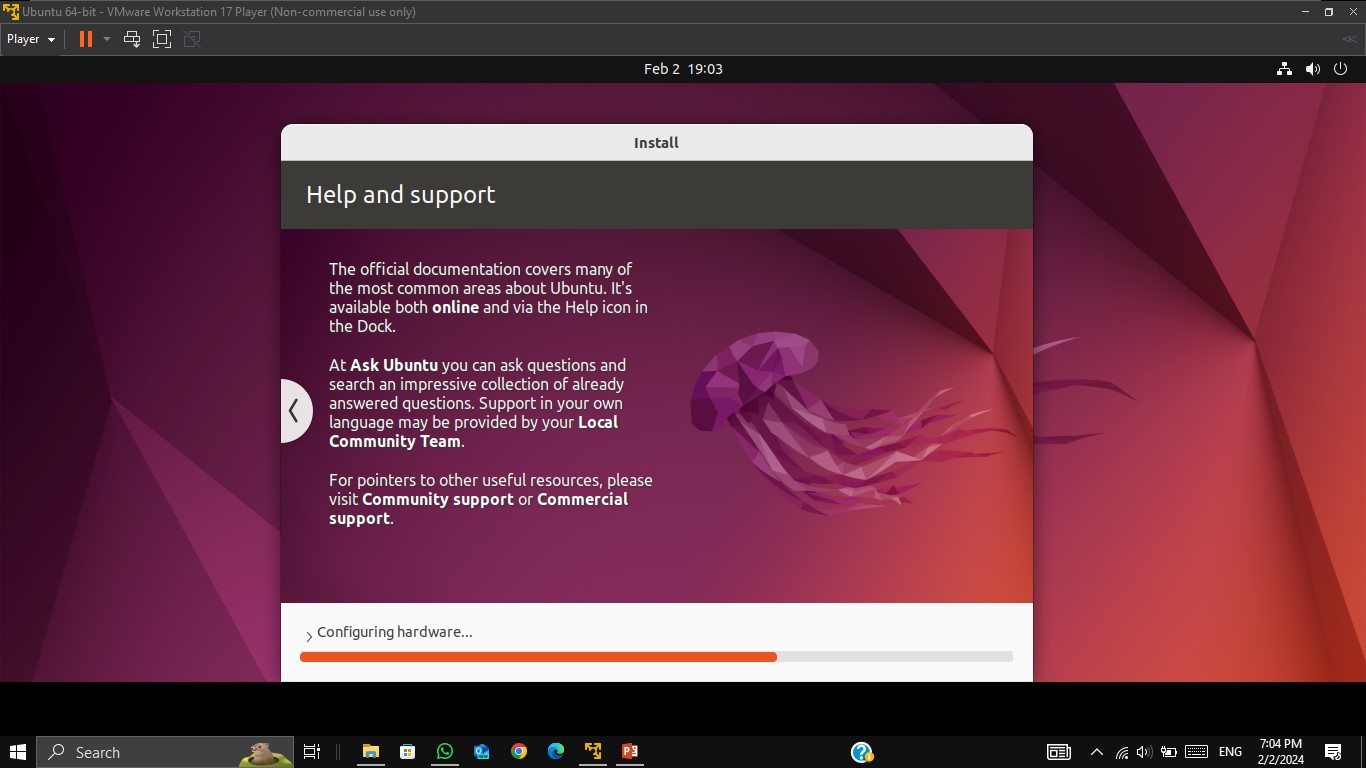 Ubuntu 64-bit - VMware Workstation 17 Player (Non-commercial use only)
Player
Feb 2 19:03
Install
Help and support
The official documentation covers many of
the most common areas about Ubuntu. It's
available both online and via the Help icon in
the Dock.
At Ask Ubuntu you can ask questions and
search an impressive collection of already
answered questions. Support in your own
language may be provided by your Local
Community Team.
For pointers to other useful resources, please
visit Community support or Commercial
support.
Configuring hardware...
Search
ENG
7:04 PM
2/2/2024